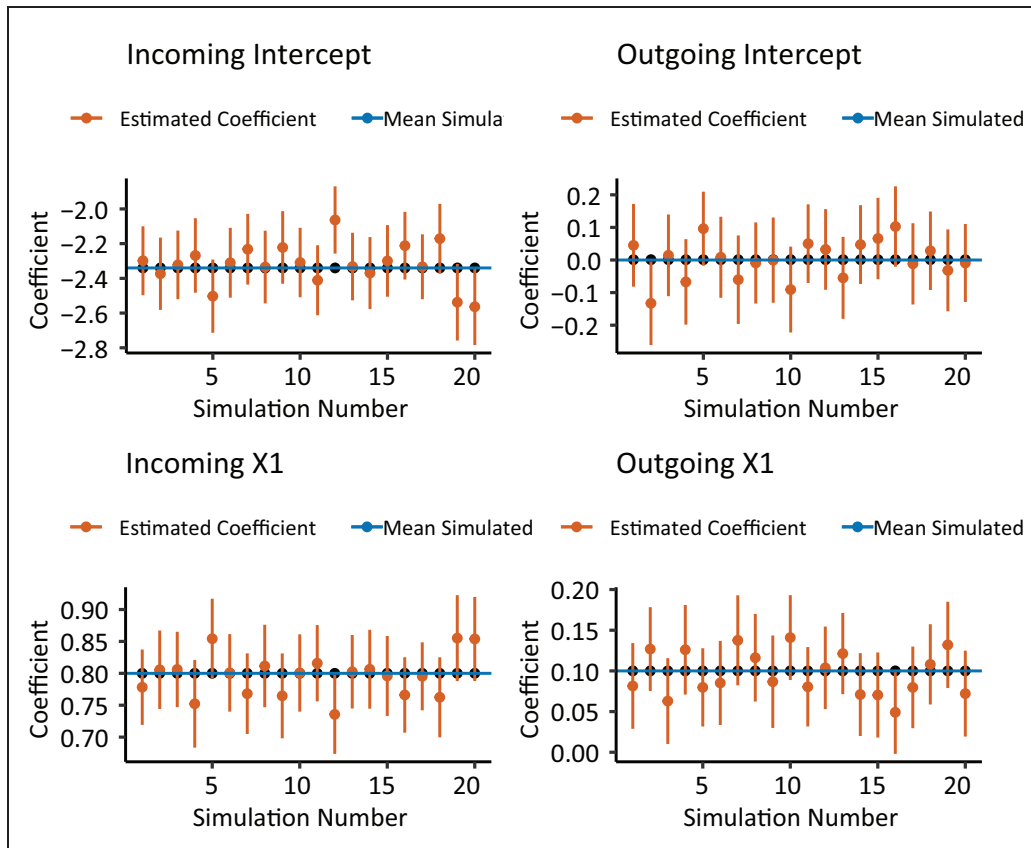 Incoming Intercept
Outgoing Intercept
Estimated Coefficient Mean Simula
Estimated Coefficient Mean Simulated
Coefficient
−2.0
−2.2
−2.4
−2.6
−2.8
5 10 15 20
Simulation Number
Coefficient
0.2
0.1
0.0
−0.1
−0.2
5 10 15 20
Simulation Number
Incoming X1
Outgoing X1
Estimated Coefficient Mean Simulated
Estimated Coefficient Mean Simulated
Coefficient
0.90
0.85
0.80
0.75
0.70
5 10 15 20
Simulation Number
Coefficient
0.20
0.15
0.10
0.05
0.00
5 10 15 20
Simulation Number